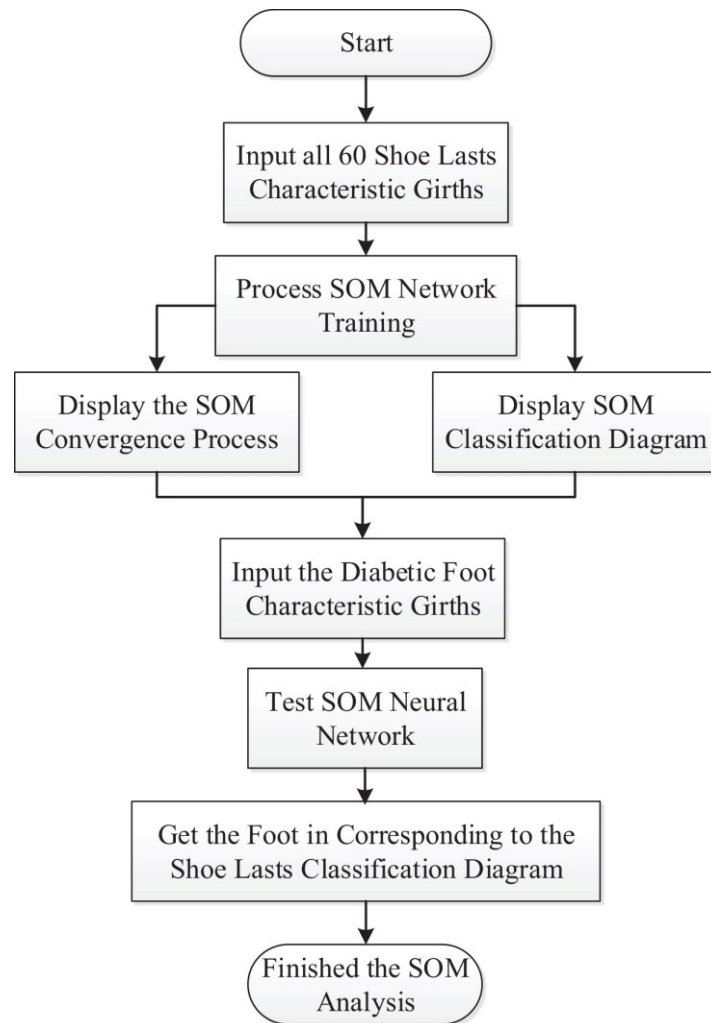 Start
Input all 60 Shoe Lasts
Characteristic Girths
Process SOM Network
Training
Display the SOM
Convergence Process
Display SOM
Classification Diagram
Input the Diabetic Foot
Characteristic Girths
Test SOM Neural
Network
Get the Foot in Corresponding to the
Shoe Lasts Classification Diagram
Finished the SOM
Analysis